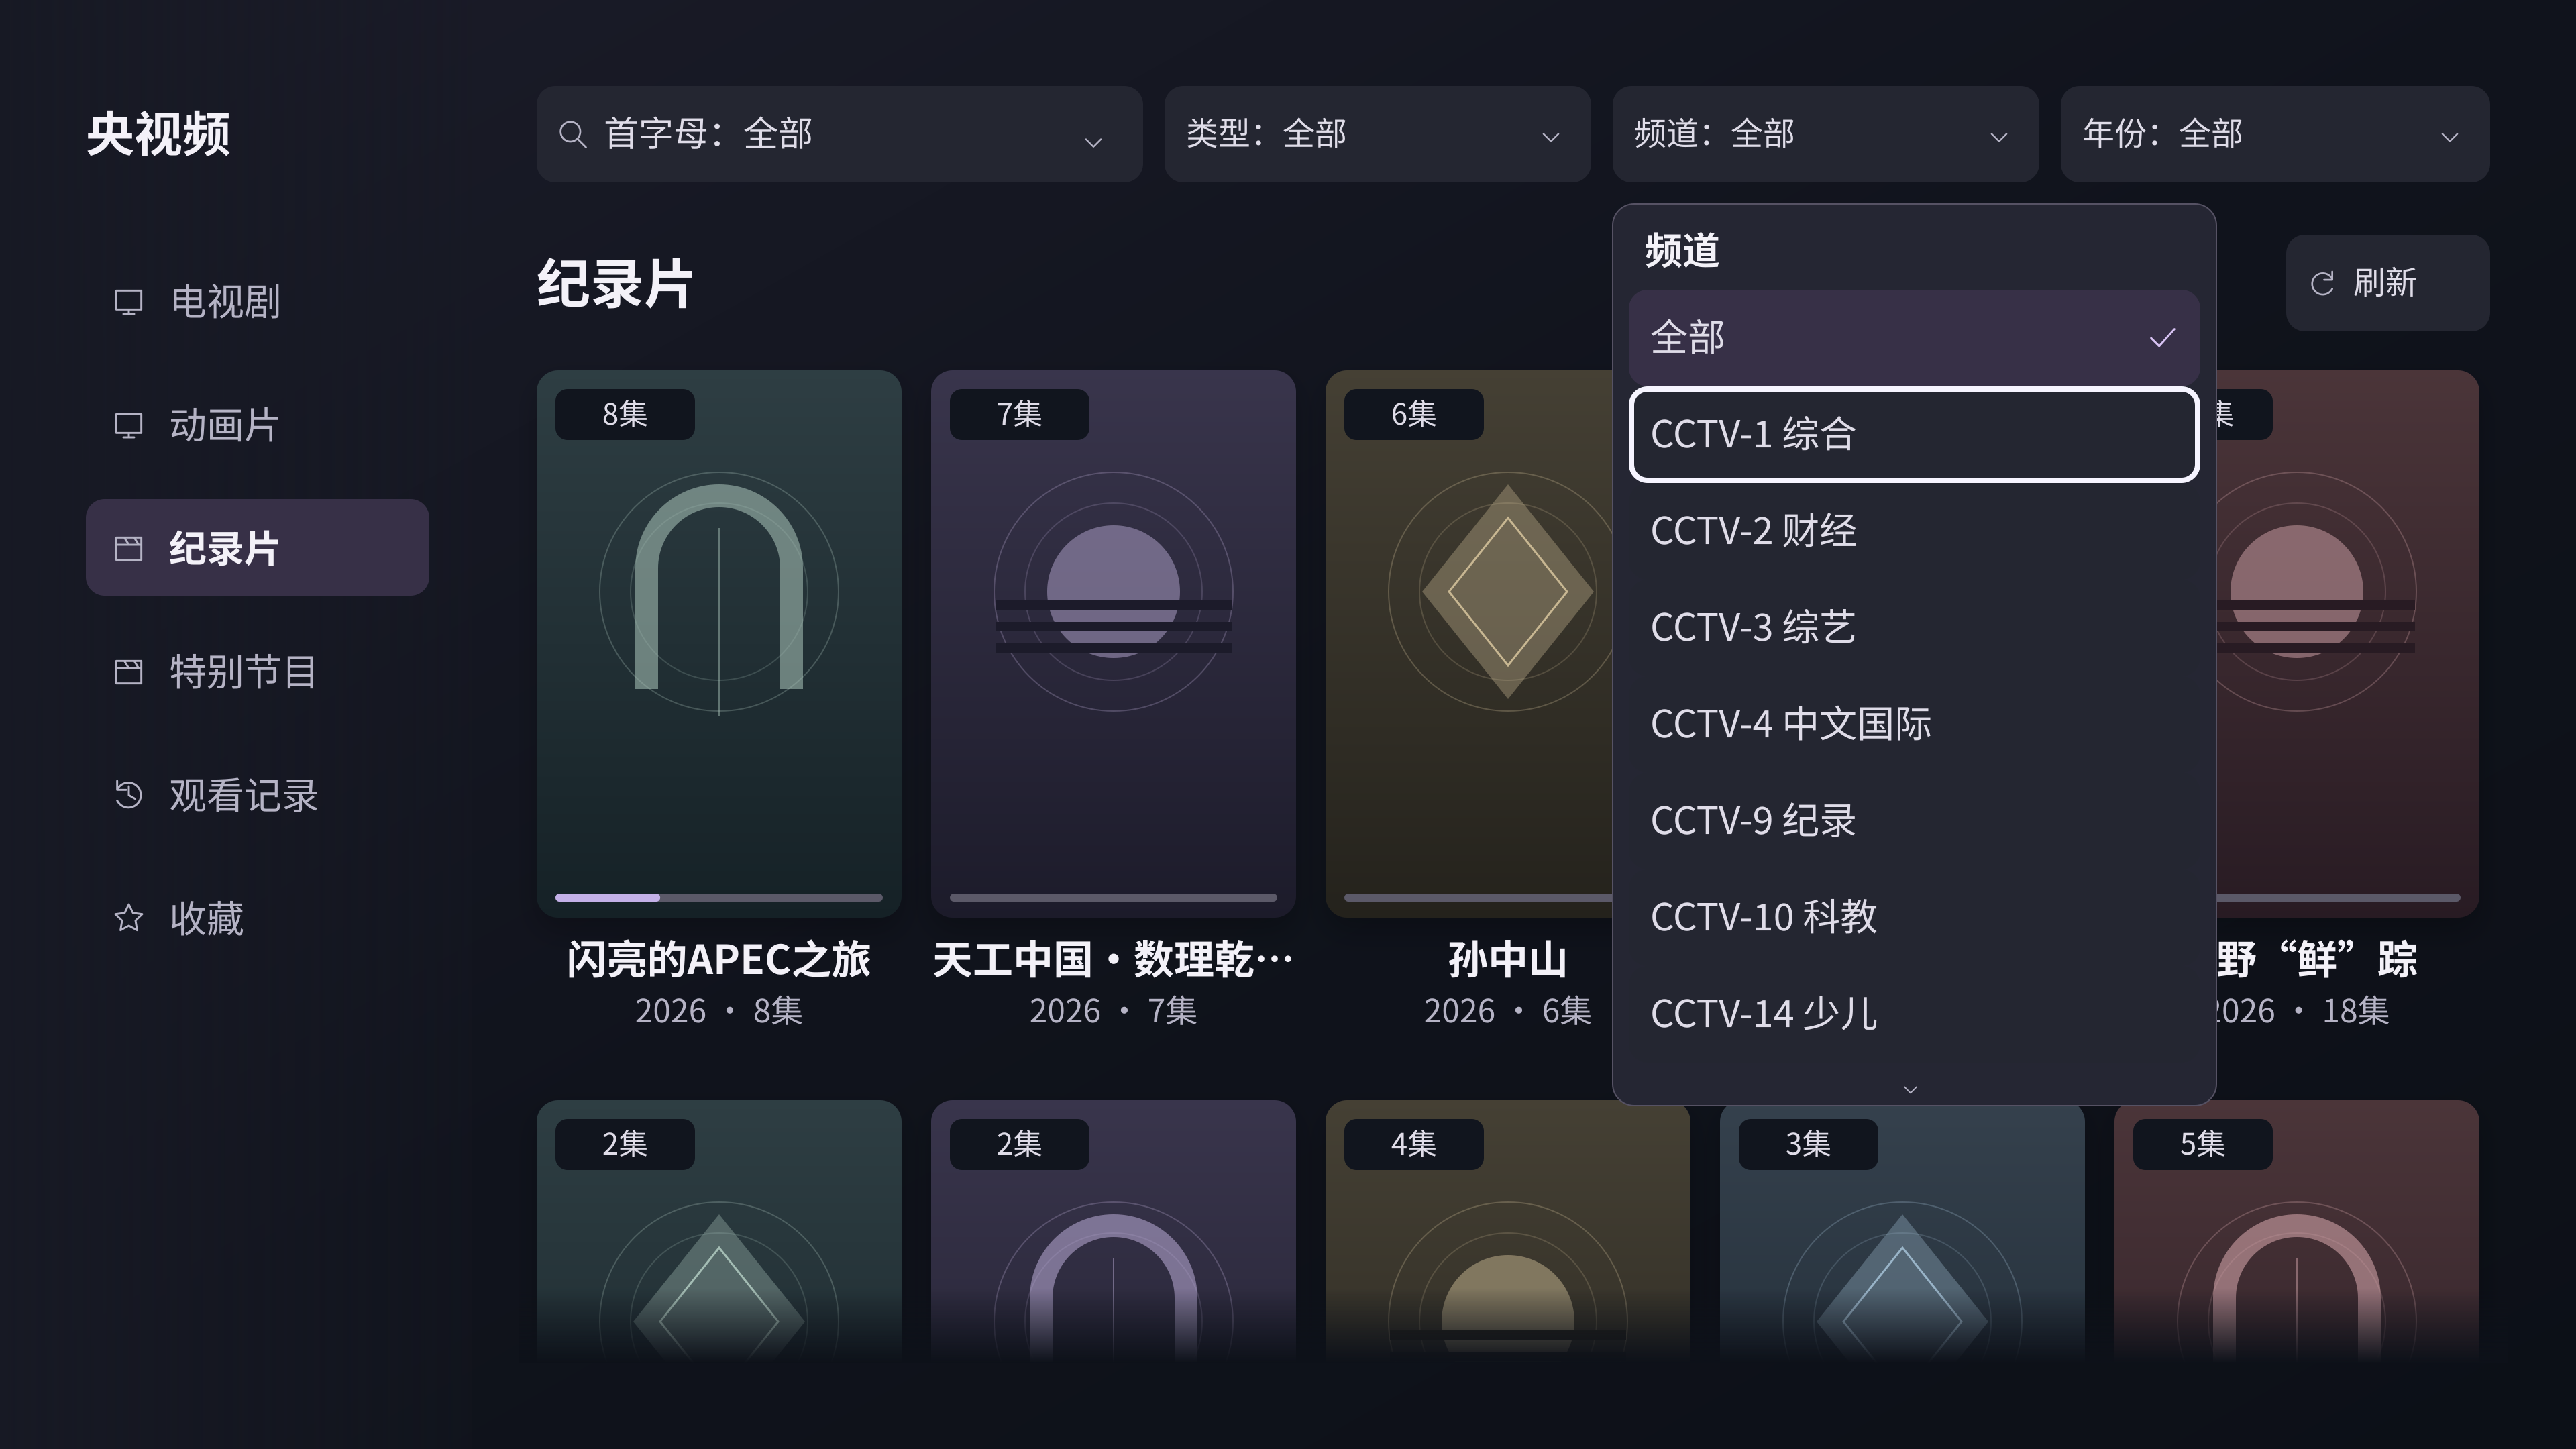 央视频
首字母：全部
类型：全部
频道：全部
年份：全部
电视剧
动画片
纪录片
特别节目
观看记录
收藏
纪录片
刷新
频道
全部
CCTV-1 综合
CCTV-2 财经
CCTV-3 综艺
CCTV-4 中文国际
CCTV-9 纪录
CCTV-10 科教
CCTV-14 少儿
8集
7集
6集
集
闪亮的APEC之旅
天工中国·数理乾…
孙中山
野“鲜”踪
2026 · 8集
2026 · 7集
2026 · 6集
2026 · 18集
2集
2集
4集
3集
5集